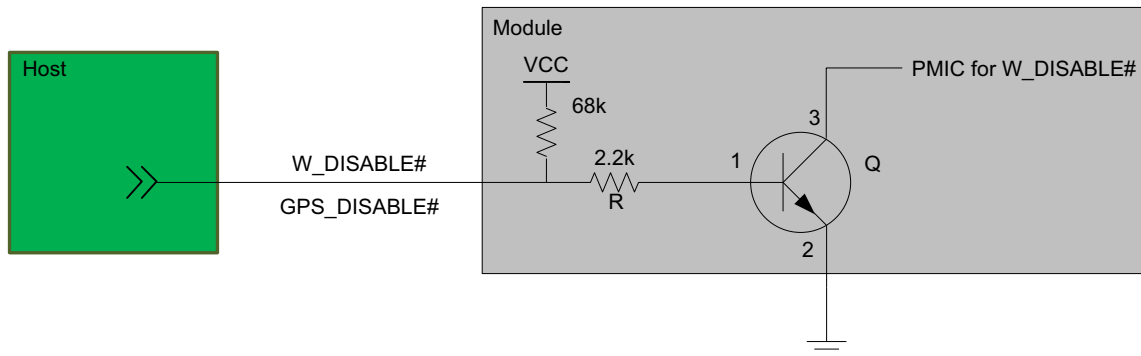 Module
Host
VCC
68k
PMIC for W_DISABLE#
3
W_DISABLE#
2.2k
1
Q
GPS_DISABLE#
R
2